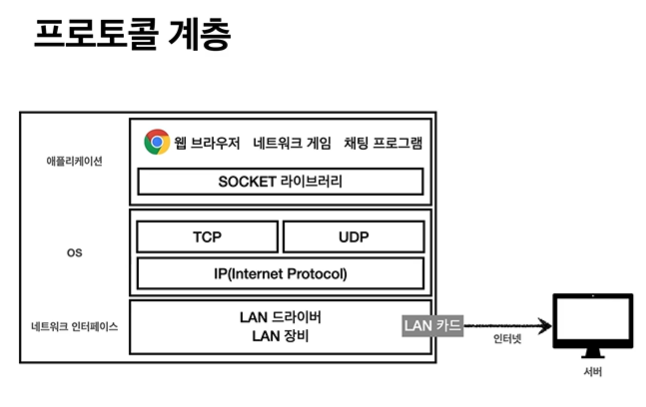 프로토콜 계층
애플리케이션
웹 브라우저 네트워크 게임 채팅 프로그램
SOCKET 라이브러리
OS
TCP UDP
IP(Internet Protocol)
네트워크 인터페이스
LAN 드라이버
LAN 장비
LAN 카드
인터넷
서버